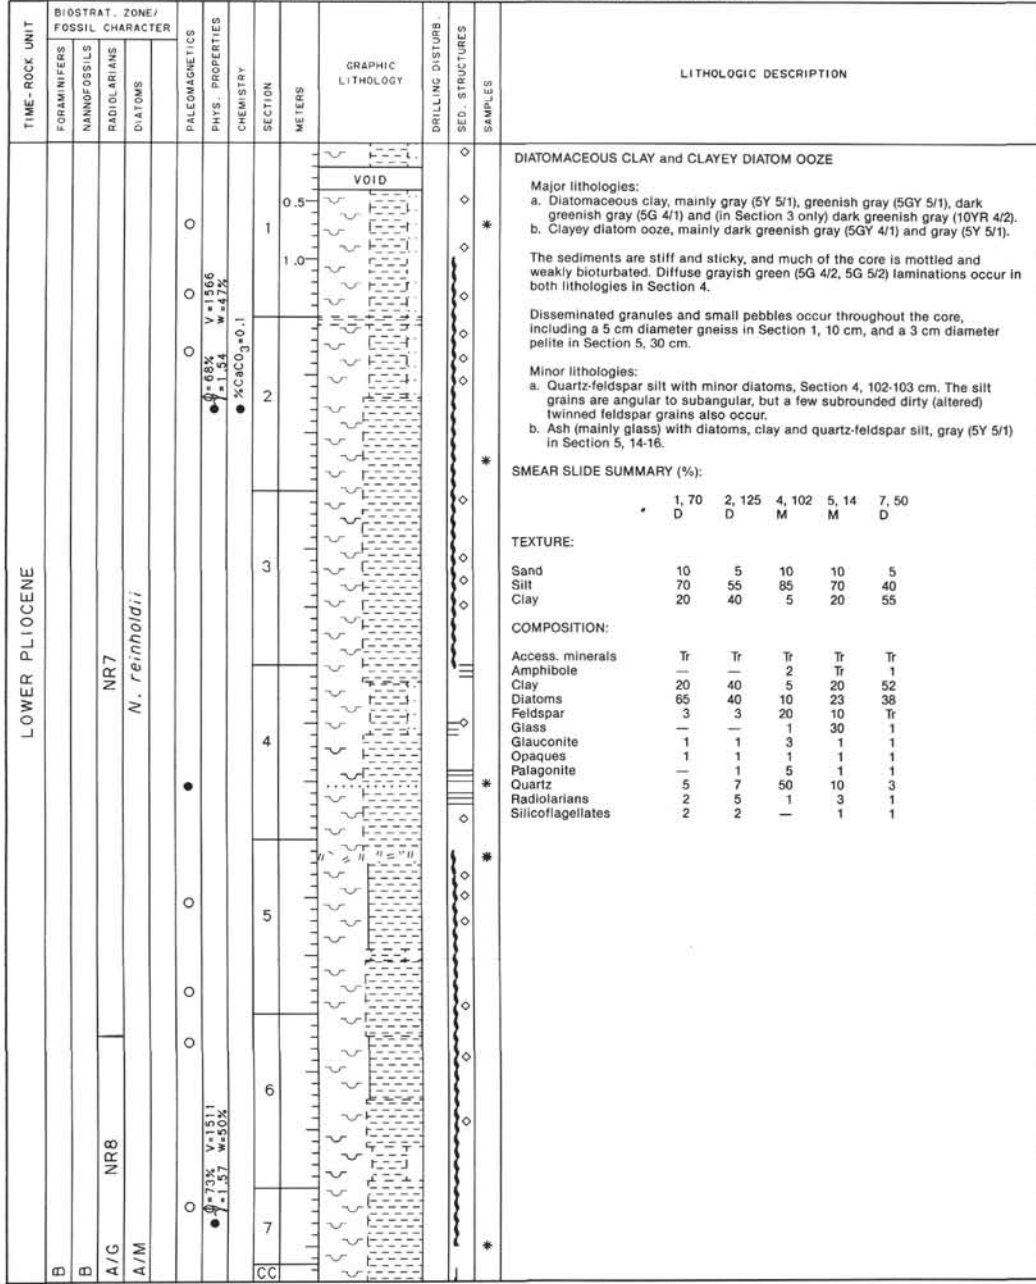 TIME-ROCK UNIT
BIOSTRAT. ZONE/
FOSSIL CHARACTER
FORAMINIFERS
NANNOFOSSILS
RADIOLARIANS
DIATOMS
PALEOMAGNETICS
PHYS. PROPERTIES
CHEMISTRY
SECTION
METERS
GRAPHIC
LITHOLOGY
DRILLING DISTURB.
SED. STRUCTURES
SAMPLES
LITHOLOGIC DESCRIPTION
LOWER PLIOCENE
B
B
NR7
NR8
A/G
N. reinholdii
A/M
V=1566
W=47%
Ø=68%
γ=1.54
V=1511
W=50%
Ø=73%
γ=1.57
%CaCO3=0.1
1
2
3
4
5
6
7
CC
0.5
1.0
VOID
DIATOMACEOUS CLAY and CLAYEY DIATOM OOZE
Major lithologies:
a. Diatomaceous clay, mainly gray (5Y 5/1), greenish gray (5GY 5/1), dark
greenish gray (5G 4/1) and (in Section 3 only) dark greenish gray (10YR 4/2).
b. Clayey diatom ooze, mainly dark greenish gray (5GY 4/1) and gray (5Y 5/1).
The sediments are stiff and sticky, and much of the core is mottled and
weakly bioturbated. Diffuse grayish green (5G 4/2, 5G 5/2) laminations occur in
both lithologies in Section 4.
Disseminated granules and small pebbles occur throughout the core,
including a 5 cm diameter gneiss in Section 1, 10 cm, and a 3 cm diameter
pelite in Section 5, 30 cm.
Minor lithologies:
a. Quartz-feldspar silt with minor diatoms, Section 4, 102-103 cm. The silt
grains are angular to subangular, but a few subrounded dirty (altered)
twinned feldspar grains also occur.
b. Ash (mainly glass) with diatoms, clay and quartz-feldspar silt, gray (5Y 5/1)
in Section 5, 14-16.
SMEAR SLIDE SUMMARY (%):
1, 70 2, 125 4, 102 5, 14 7, 50
D D M M D
TEXTURE:
Sand 10 5 10 10 5
Silt 70 55 85 70 40
Clay 20 40 5 20 55
COMPOSITION:
Access. minerals Tr Tr Tr Tr Tr
Amphibole — — 2 Tr 1
Clay 20 40 5 20 52
Diatoms 65 40 10 23 38
Feldspar 3 3 20 10 Tr
Glass — — 1 30 1
Glauconite 1 1 3 1 1
Opaques 1 1 1 1 1
Palagonite — 1 5 1 1
Quartz 5 7 50 10 3
Radiolarians 2 5 1 3 1
Silicoflagellates 2 2 — 1 1